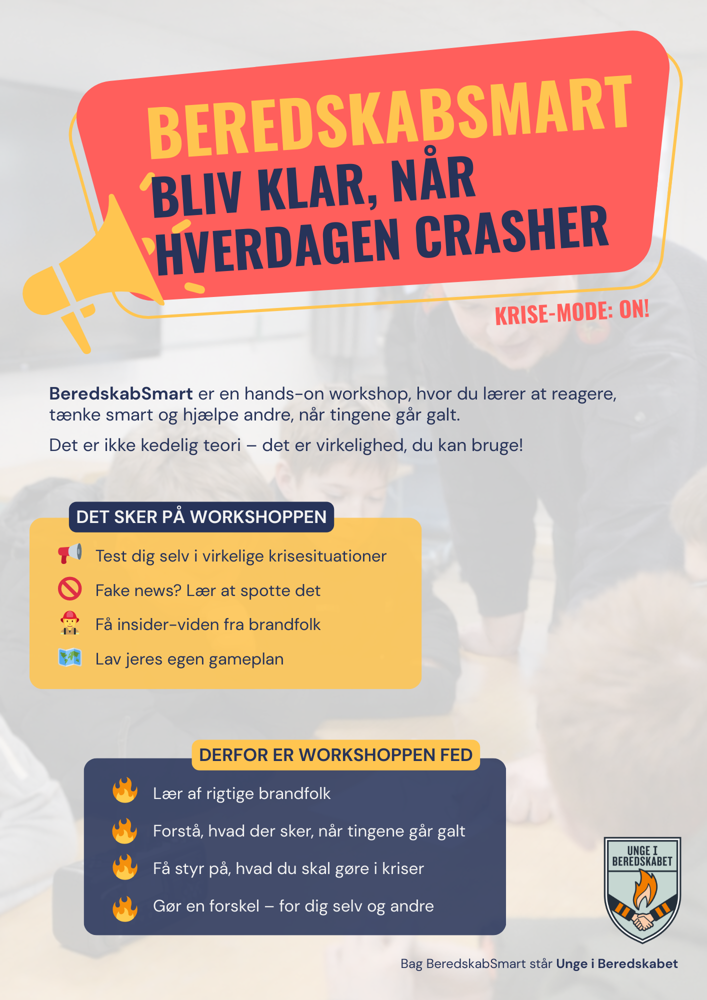 BEREDSKABSMART
BLIV KLAR, NÅR
HVERDAGEN CRASHER
KRISE-MODE: ON!
BeredskabSmart er en hands-on workshop, hvor du lærer at reagere,
tænke smart og hjælpe andre, når tingene går galt.
Det er ikke kedelig teori – det er virkelighed, du kan bruge!
DET SKER PÅ WORKSHOPPEN
Test dig selv i virkelige krisesituationer
Fake news? Lær at spotte det
Få insider-viden fra brandfolk
Lav jeres egen gameplan
DERFOR ER WORKSHOPPEN FED
Lær af rigtige brandfolk
Forstå, hvad der sker, når tingene går galt
Få styr på, hvad du skal gøre i kriser
Gør en forskel – for dig selv og andre
UNGE I
BEREDSKABET
Bag BeredskabSmart står Unge i Beredskabet